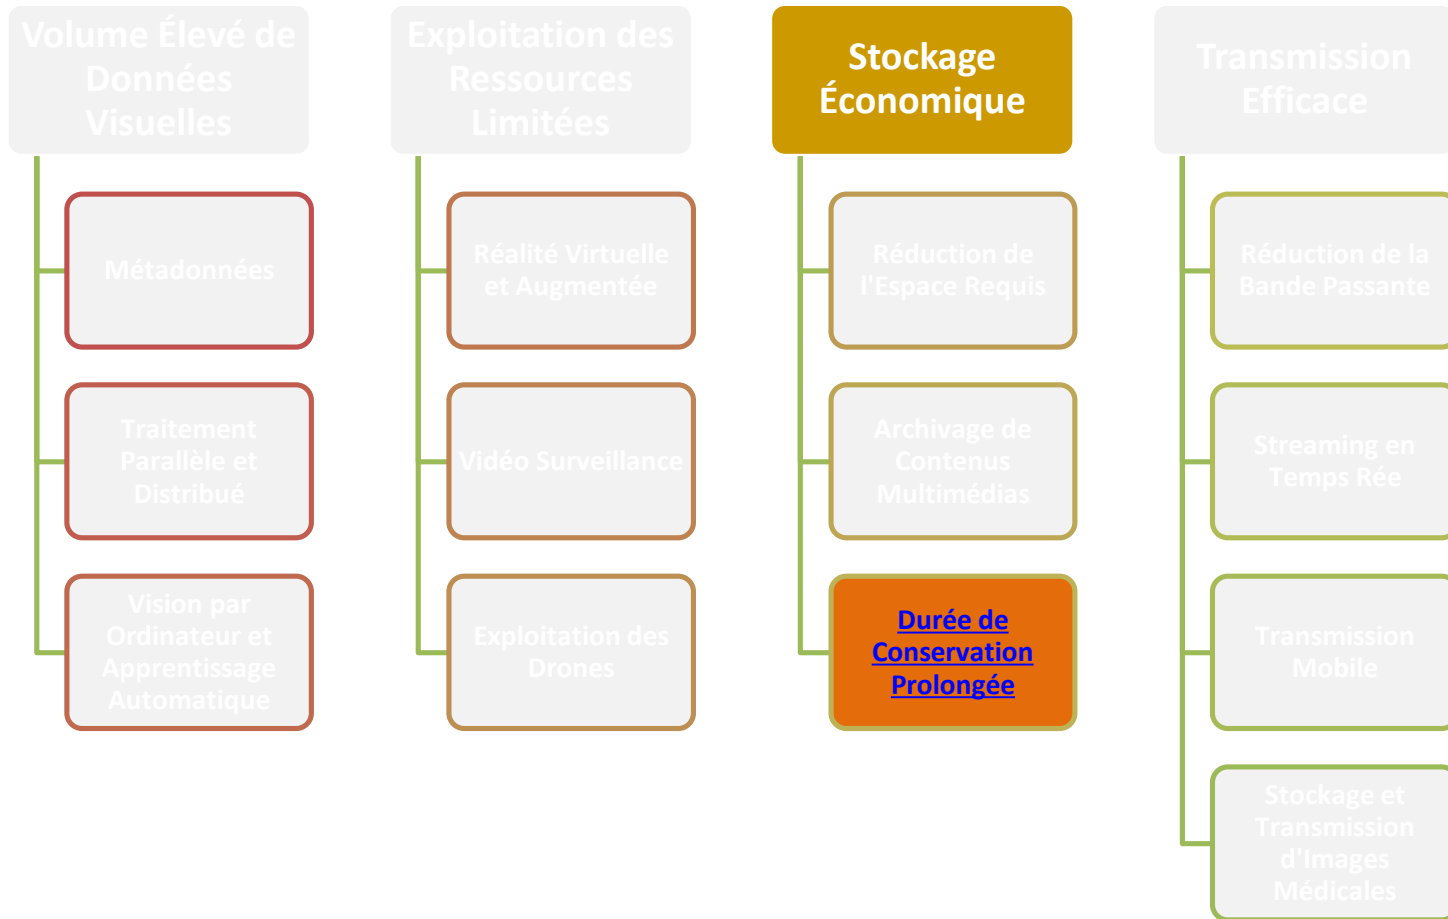 Volume Élevé de
Données
Visuelles
Métadonnées
Traitement
Parallèle et
Distribué
Vision par
Ordinateur et
Apprentissage
Automatique
Exploitation des
Ressources
Limitées
Réalité Virtuelle
et Augmentée
Vidéo Surveillance
Exploitation des
Drones
Stockage
Économique
Réduction de
l'Espace Requis
Archivage de
Contenus
Multimédias
Durée de
Conservation
Prolongée
Transmission
Efficace
Réduction de la
Bande Passante
Streaming en
Temps Rée
Transmission
Mobile
Stockage et
Transmission
d'Images
Médicales